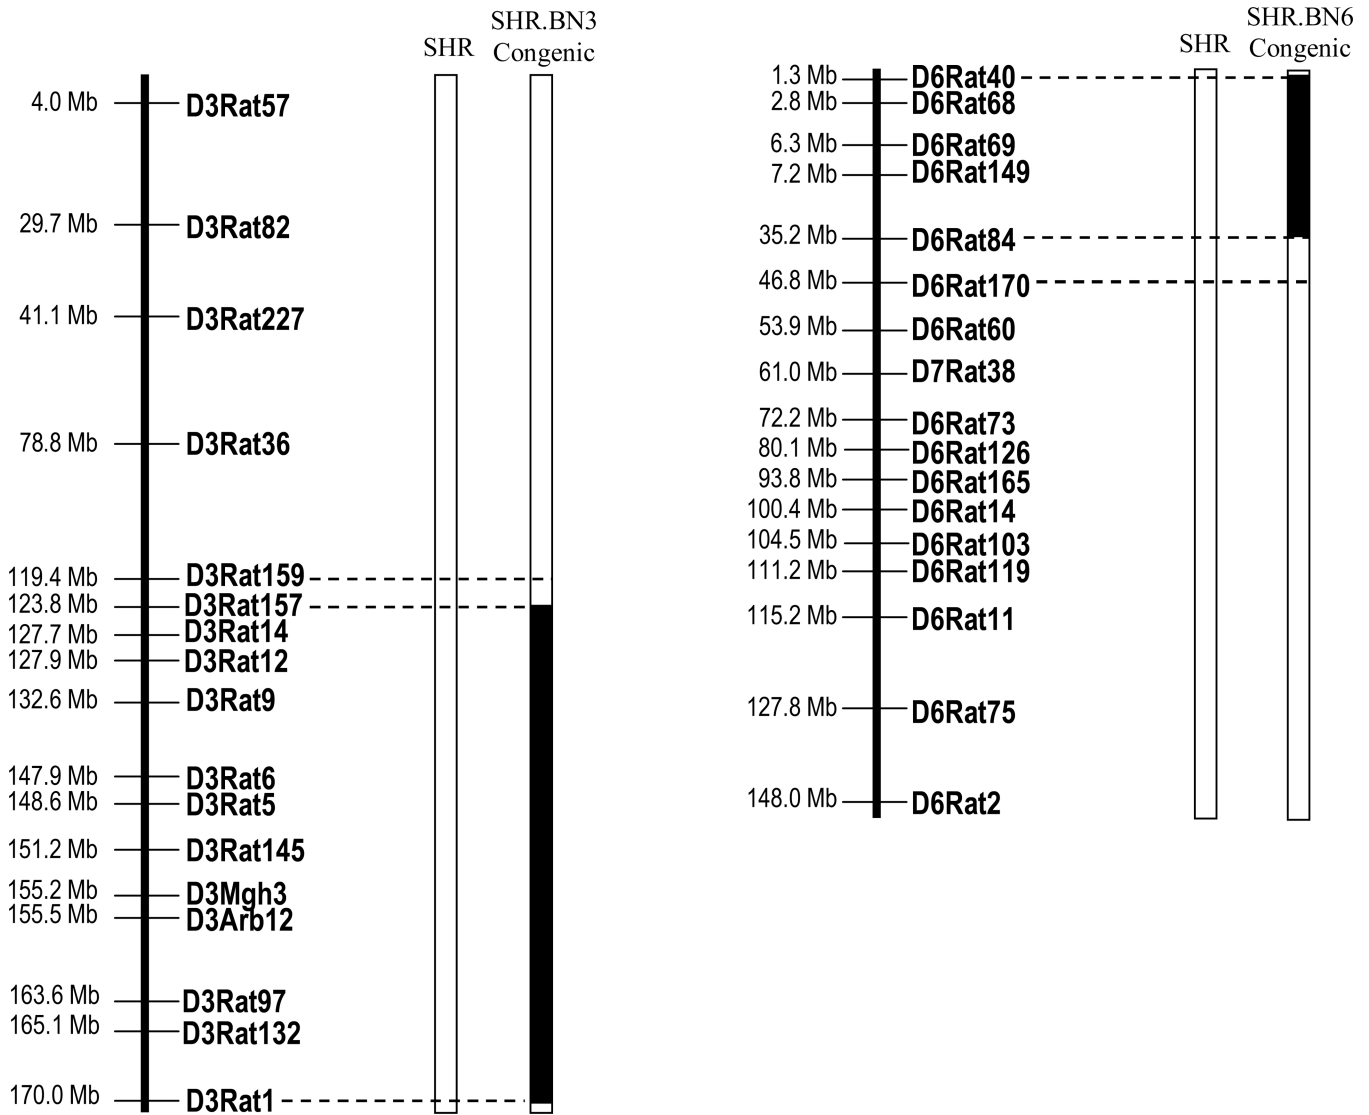 SHR
SHR.BN3
Congenic
4.0 Mb D3Rat57
29.7 Mb D3Rat82
41.1 Mb D3Rat227
78.8 Mb D3Rat36
119.4 Mb D3Rat159
123.8 Mb D3Rat157
127.7 Mb D3Rat14
127.9 Mb D3Rat12
132.6 Mb D3Rat9
147.9 Mb D3Rat6
148.6 Mb D3Rat5
151.2 Mb D3Rat145
155.2 Mb D3Mgh3
155.5 Mb D3Arb12
163.6 Mb D3Rat97
165.1 Mb D3Rat132
170.0 Mb D3Rat1
SHR
SHR.BN6
Congenic
1.3 Mb D6Rat40
2.8 Mb D6Rat68
6.3 Mb D6Rat69
7.2 Mb D6Rat149
35.2 Mb D6Rat84
46.8 Mb D6Rat170
53.9 Mb D6Rat60
61.0 Mb D7Rat38
72.2 Mb D6Rat73
80.1 Mb D6Rat126
93.8 Mb D6Rat165
100.4 Mb D6Rat14
104.5 Mb D6Rat103
111.2 Mb D6Rat119
115.2 Mb D6Rat11
127.8 Mb D6Rat75
148.0 Mb D6Rat2